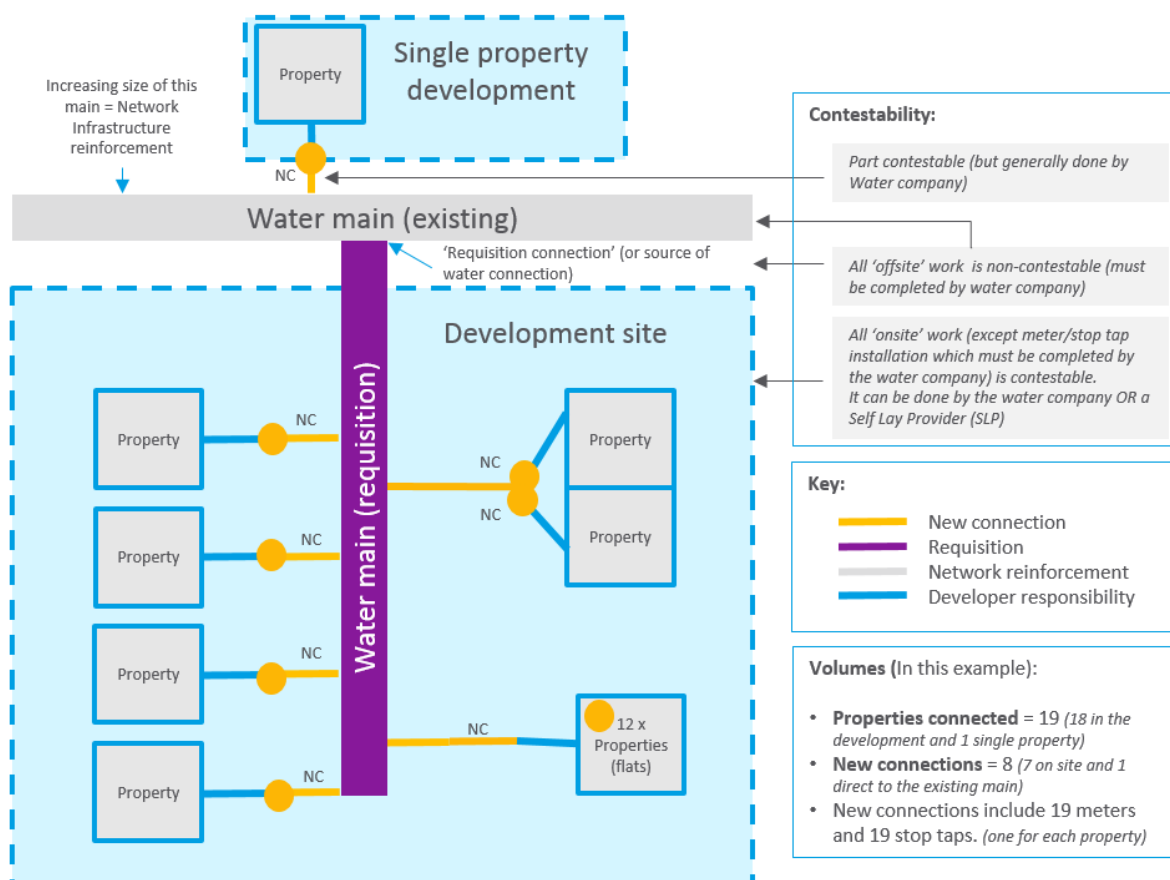 Single property
development
Property
Increasing size of this
main = Network
Infrastructure
reinforcement
NC
Water main (existing)
'Requisition connection' (or source of
water connection)
Development site
Water main (requisition)
Property
NC
Property
NC
Property
NC
Property
NC
NC
NC
Property
Property
NC
12 x
Properties
(flats)
Contestability:
Part contestable (but generally done by
Water company)
All 'offsite' work is non-contestable (must
be completed by water company)
All 'onsite' work (except meter/stop tap
installation which must be completed by
the water company) is contestable.
It can be done by the water company OR a
Self Lay Provider (SLP)
Key:
New connection
Requisition
Network reinforcement
Developer responsibility
Volumes (In this example):
• Properties connected = 19 (18 in the
development and 1 single property)
• New connections = 8 (7 on site and 1
direct to the existing main)
• New connections include 19 meters
and 19 stop taps. (one for each property)